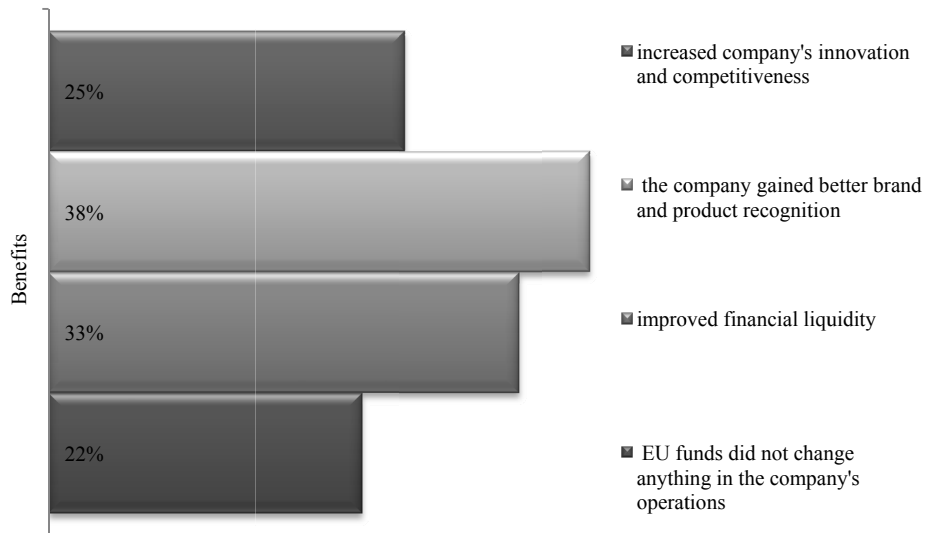 Benefits
25%
38%
33%
22%
increased company's innovation
and competitiveness
the company gained better brand
and product recognition
improved financial liquidity
EU funds did not change
anything in the company's
operations